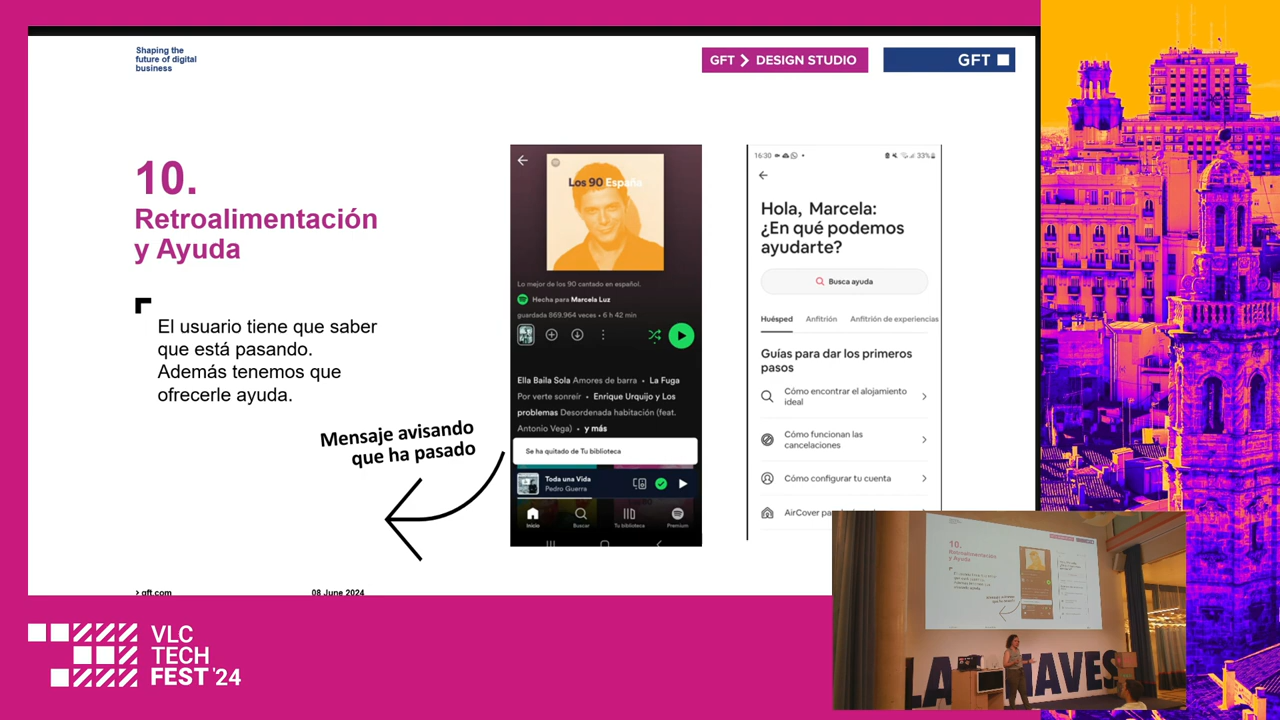 Shaping the
future of digital
business
GFT DESIGN STUDIO
GFT
10.
Retroalimentación
y Ayuda
El usuario tiene que saber
que está pasando.
Además tenemos que
ofrecerle ayuda.
Mensaje avisando
que ha pasado
Los 90 España
Lo mejor de los 90 cantado en español.
Hecha para Marcela Luz
guardada 869.964 veces • 6 h 42 min
Ella Baila Sola Amores de barra • La Fuga
Por verte sonreír • Enrique Urquijo y Los
problemas Desordenada habitación (feat.
Antonio Vega) • y más
Se ha quitado de Tu biblioteca
Toda una Vida
Pedro Guerra
Inicio
Buscar
Tu biblioteca
Premium
16:30
33%
Hola, Marcela:
¿En qué podemos
ayudarte?
Busca ayuda
Huésped Anfitrión Anfitrión de experiencias
Guías para dar los primeros
pasos
Cómo encontrar el alojamiento
ideal
Cómo funcionan las
cancelaciones
Cómo configurar tu cuenta
AirCover
> gft.com
08 June 2024
VLC
TECH
FEST '24
10.
Retroalimentación
y Ayuda
LA NAVES